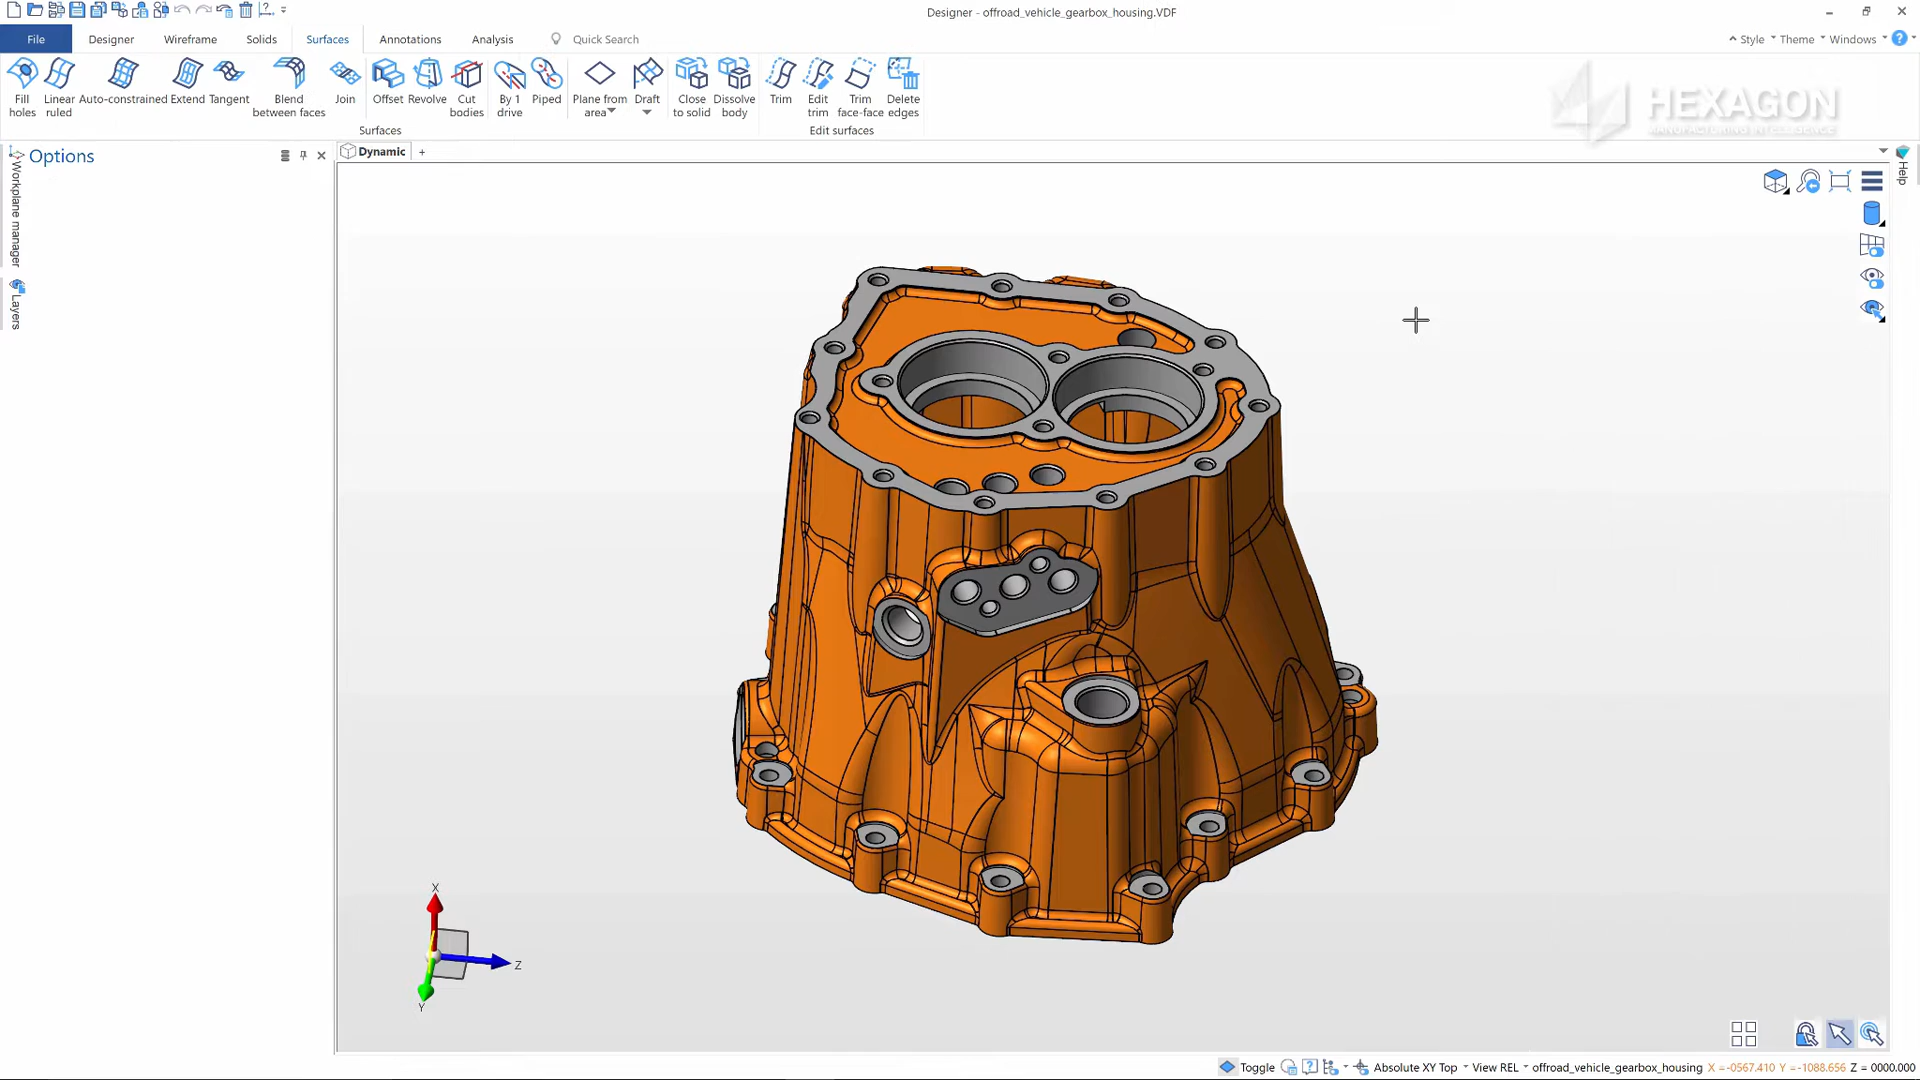 Designer - offroad_vehicle_gearbox_housing.VDF
File Designer Wireframe Solids Surfaces Annotations Analysis Quick Search Style Theme Windows
Fill holes
Linear ruled
Auto-constrained
Extend
Tangent
Blend between faces
Join
Offset
Revolve
Cut bodies
By 1 drive
Piped
Plane from area
Draft
Close to solid
Dissolve body
Trim
Edit trim
Trim face-face
Delete edges
Surfaces
Edit surfaces
HEXAGON
MANUFACTURING INTELLIGENCE
Options
Dynamic +
Workplane manager
Layers
Help
X
Z
Y
Toggle Absolute XY Top View REL offroad_vehicle_gearbox_housing X =-0567.410 Y =-1088.656 Z = 0000.000